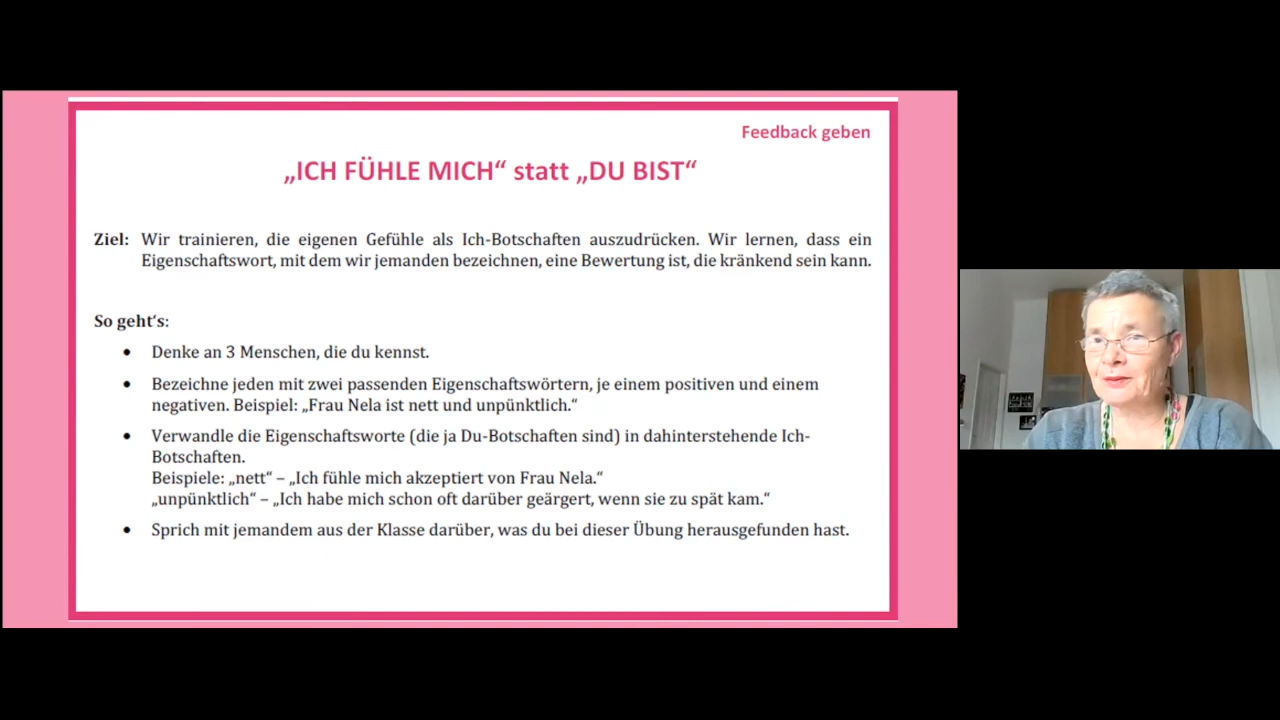 Feedback geben
„ICH FÜHLE MICH“ statt „DU BIST“
Ziel: Wir trainieren, die eigenen Gefühle als Ich-Botschaften auszudrücken. Wir lernen, dass ein
Eigenschaftswort, mit dem wir jemanden bezeichnen, eine Bewertung ist, die kränkend sein kann.
So geht‘s:
• Denke an 3 Menschen, die du kennst.
• Bezeichne jeden mit zwei passenden Eigenschaftswörtern, je einem positiven und einem
negativen. Beispiel: „Frau Nela ist nett und unpünktlich.“
• Verwandle die Eigenschaftsworte (die ja Du-Botschaften sind) in dahinterstehende Ich-
Botschaften.
Beispiele: „nett“ – „Ich fühle mich akzeptiert von Frau Nela.“
„unpünktlich“ – „Ich habe mich schon oft darüber geärgert, wenn sie zu spät kam.“
• Sprich mit jemandem aus der Klasse darüber, was du bei dieser Übung herausgefunden hast.